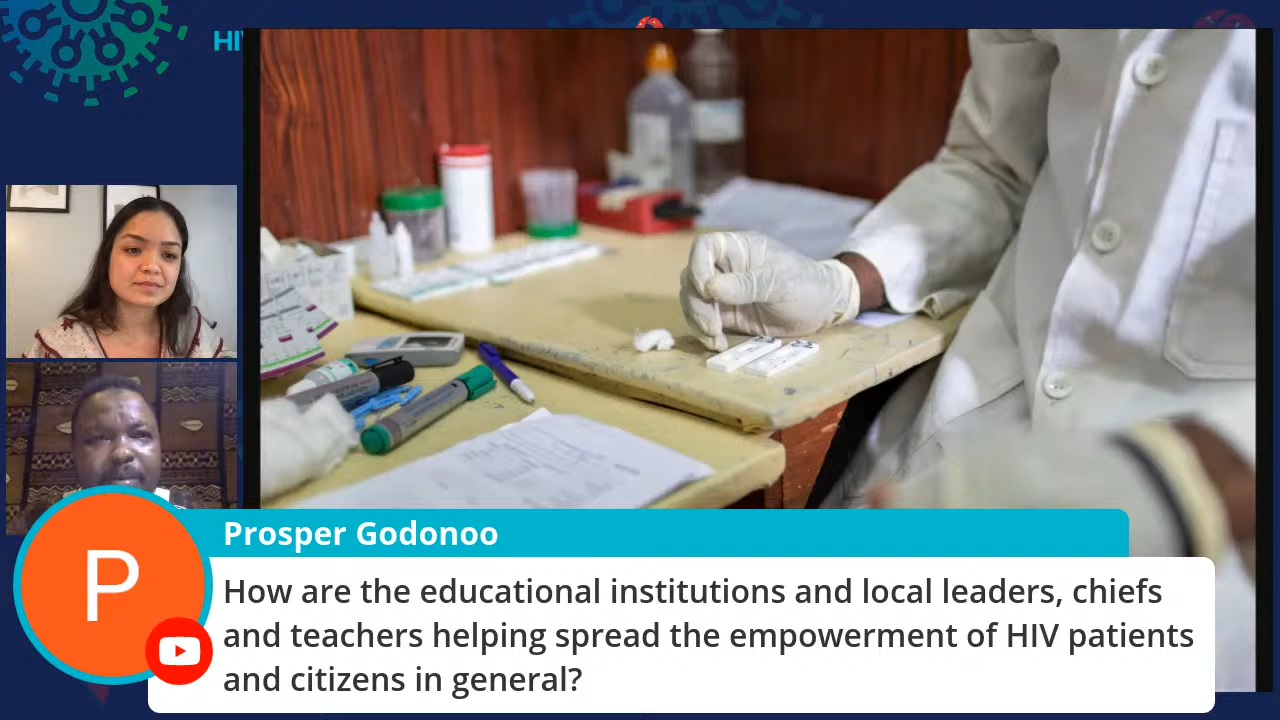 HIV
Prosper Godonoo
P
How are the educational institutions and local leaders, chiefs
and teachers helping spread the empowerment of HIV patients
and citizens in general?